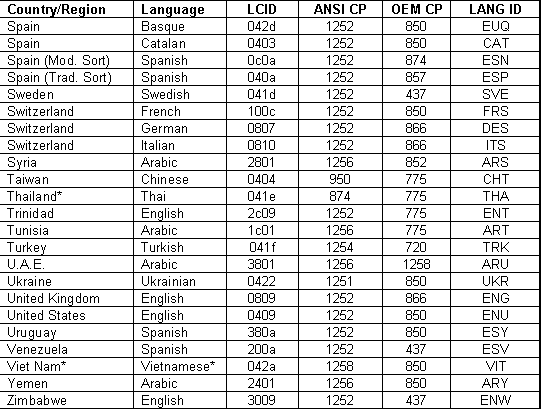 Country/Region Language LCID ANSI CP OEM CP LANG ID
Spain Basque 042d 1252 850 EUQ
Spain Catalan 0403 1252 850 CAT
Spain (Mod. Sort) Spanish 0c0a 1252 874 ESN
Spain (Trad. Sort) Spanish 040a 1252 857 ESP
Sweden Swedish 041d 1252 437 SVE
Switzerland French 100c 1252 850 FRS
Switzerland German 0807 1252 866 DES
Switzerland Italian 0810 1252 866 ITS
Syria Arabic 2801 1256 852 ARS
Taiwan Chinese 0404 950 775 CHT
Thailand* Thai 041e 874 775 THA
Trinidad English 2c09 1252 775 ENT
Tunisia Arabic 1c01 1256 775 ART
Turkey Turkish 041f 1254 720 TRK
U.A.E. Arabic 3801 1256 1258 ARU
Ukraine Ukrainian 0422 1251 850 UKR
United Kingdom English 0809 1252 866 ENG
United States English 0409 1252 850 ENU
Uruguay Spanish 380a 1252 850 ESY
Venezuela Spanish 200a 1252 437 ESV
Viet Nam* Vietnamese* 042a 1258 850 VIT
Yemen Arabic 2401 1256 850 ARY
Zimbabwe English 3009 1252 437 ENW